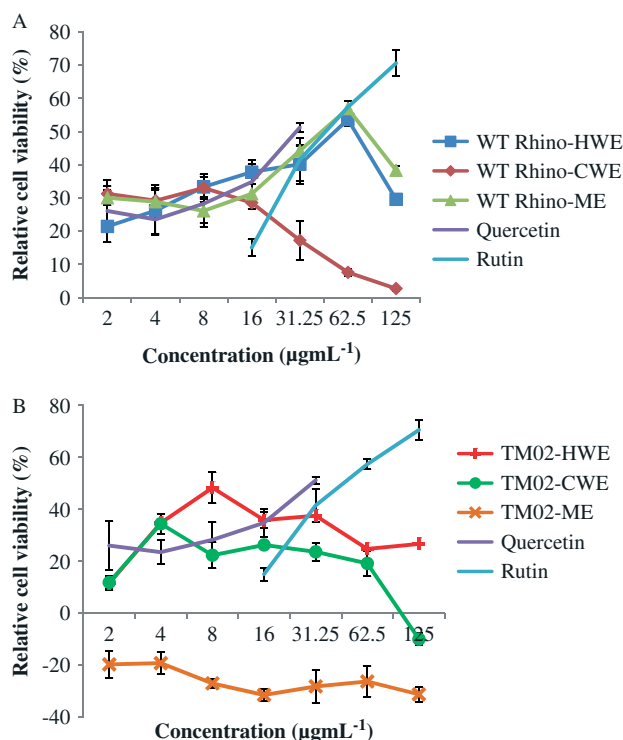 A
80
70
60
50
40
30
20
10
0
Relative cell viability (%)
2 4 8 16 31.25 62.5 125
Concentration (µgmL-1)
WT Rhino-HWE
WT Rhino-CWE
WT Rhino-ME
Quercetin
Rutin
B
80
60
40
20
0
-20
-40
Relative cell viability (%)
2 4 8 16 31.25 62.5 125
Concentration (µgmL-1)
TM02-HWE
TM02-CWE
TM02-ME
Quercetin
Rutin